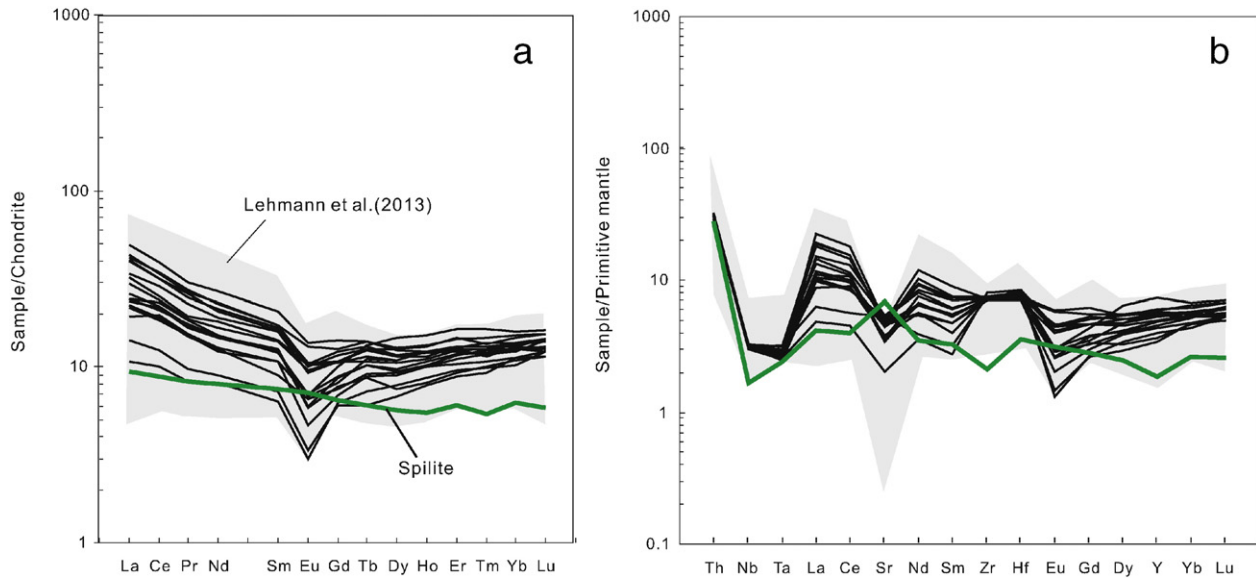 a
1000
100
10
1
Sample/Chondrite
Lehmann et al.(2013)
Spilite
La Ce Pr Nd Sm Eu Gd Tb Dy Ho Er Tm Yb Lu
b
1000
100
10
1
0.1
Sample/Primitive mantle
Th Nb Ta La Ce Sr Nd Sm Zr Hf Eu Gd Dy Y Yb Lu